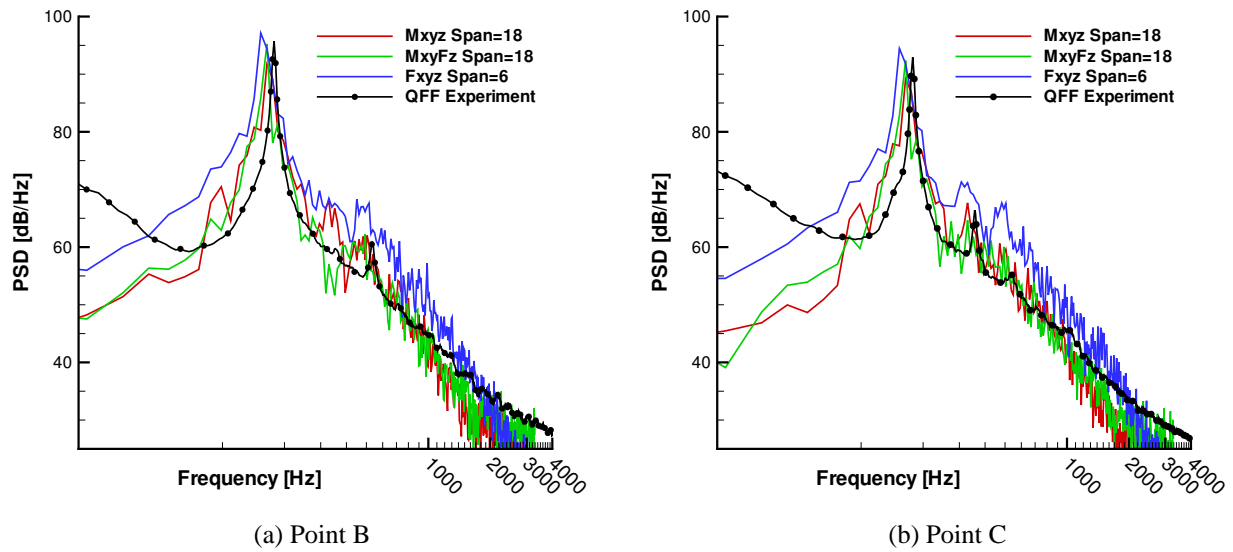 100
80
60
40
PSD [dB/Hz]
Mxyz Span=18
MxyFz Span=18
Fxyz Span=6
QFF Experiment
Frequency [Hz]
1000
2000
3000
4000
(a) Point B
100
80
60
40
PSD [dB/Hz]
Mxyz Span=18
MxyFz Span=18
Fxyz Span=6
QFF Experiment
Frequency [Hz]
1000
2000
3000
4000
(b) Point C